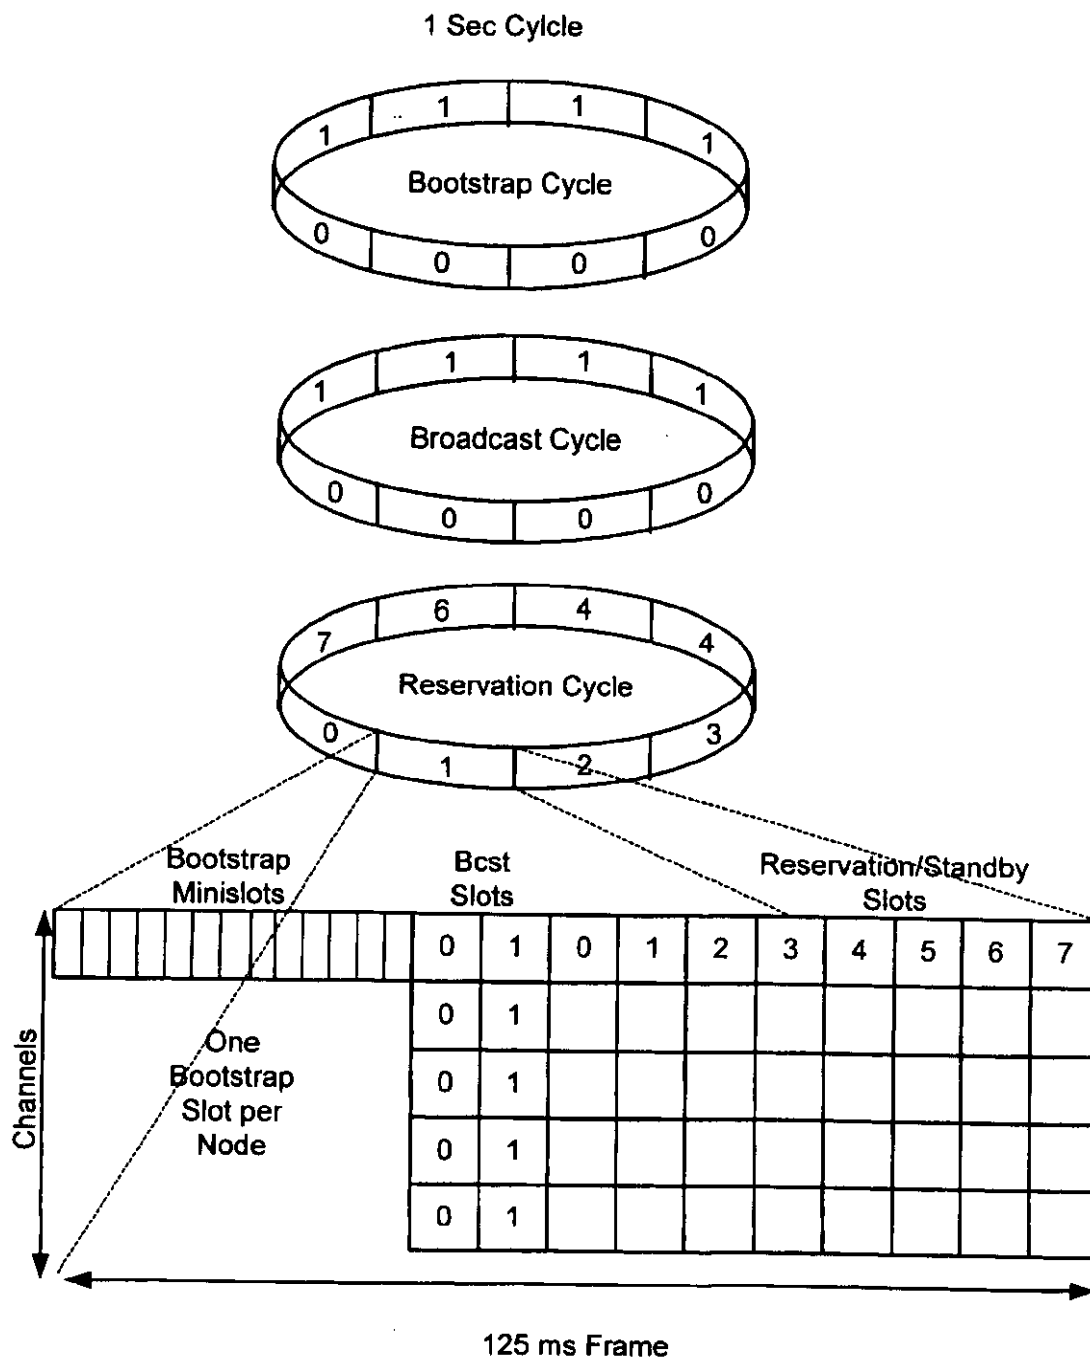 1 Sec Cylcle
1 1
1 1
Bootstrap Cycle
0 0
0 0
1 1
1 1
Broadcast Cycle
0 0
0 0
6 4
7 4
Reservation Cycle
0 3
1 2
Bootstrap
Minislots
Bcst
Slots
Reservation/Standby
Slots
0 1 0 1 2 3 4 5 6 7
0 1
0 1
0 1
0 1
Channels
One
Bootstrap
Slot per
Node
125 ms Frame